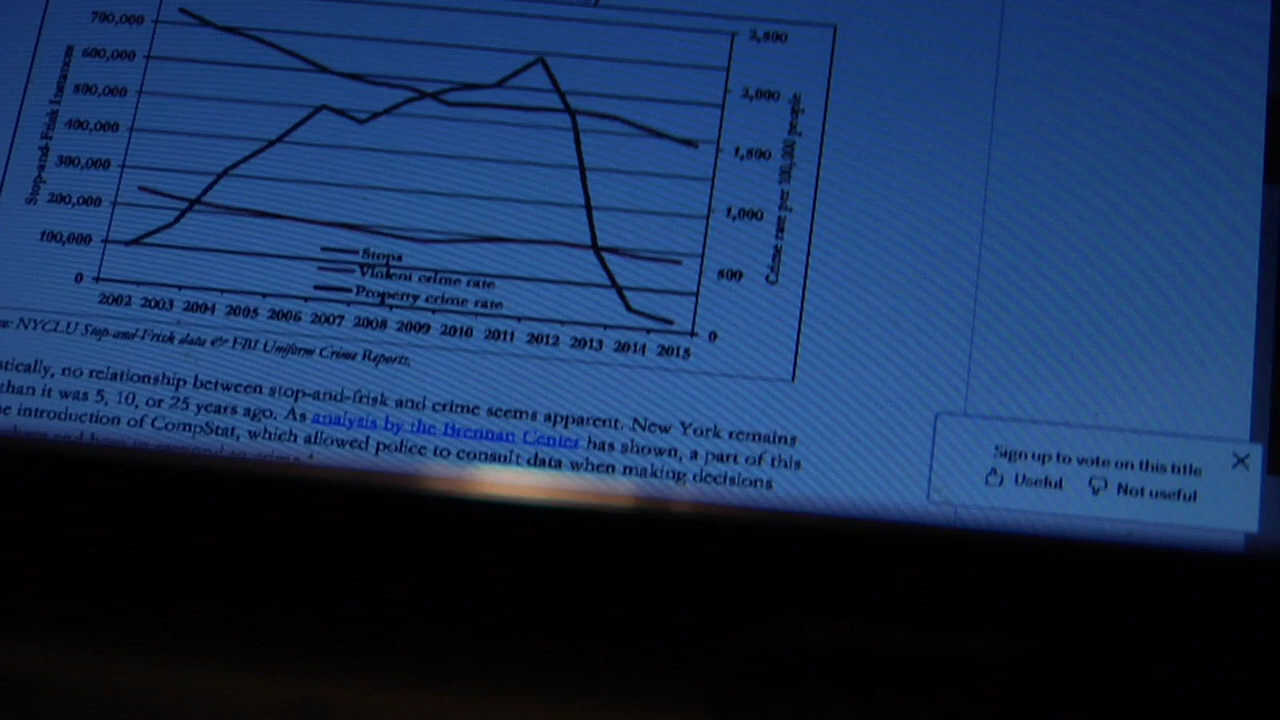 700,000
600,000
500,000
400,000
300,000
200,000
100,000
0
Stop-and-Frisk Instances
2,500
2,000
1,500
1,000
500
0
Crime rate per 100,000 people
Stops
Violent crime rate
Property crime rate
2002 2003 2004 2005 2006 2007 2008 2009 2010 2011 2012 2013 2014 2015
NYCLU Stop-and-Frisk data & FBI Uniform Crime Reports.
no relationship between stop-and-frisk and crime seems apparent. New York remains
than it was 5, 10, or 25 years ago. As analysis by the Brennan Center has shown, a part of this
introduction of CompStat, which allowed police to consult data when making decisions
Sign up to vote on this title
Useful Not useful